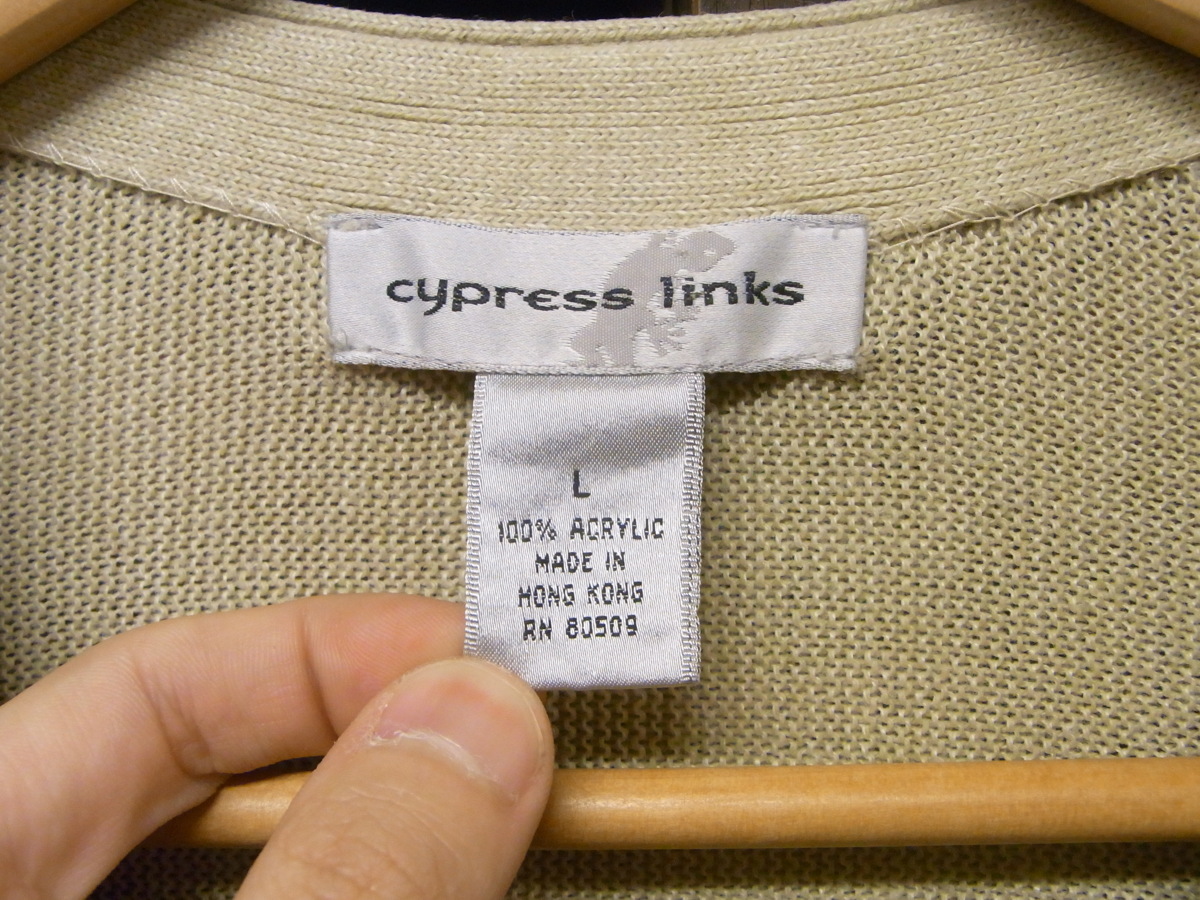 cypress links
L
100% ACRYLIC
MADE IN
HONG KONG
RN 80509